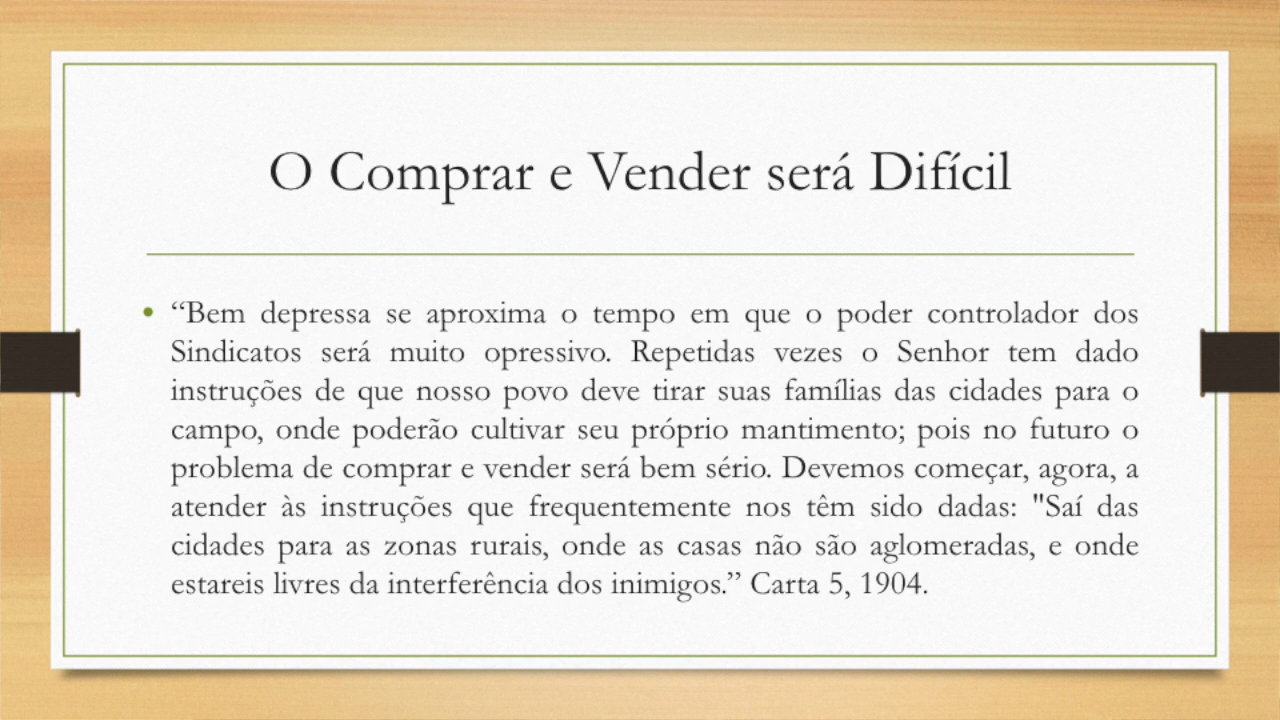 O Comprar e Vender será Difícil
• “Bem depressa se aproxima o tempo em que o poder controlador dos
Sindicatos será muito opressivo. Repetidas vezes o Senhor tem dado
instruções de que nosso povo deve tirar suas famílias das cidades para o
campo, onde poderão cultivar seu próprio mantimento; pois no futuro o
problema de comprar e vender será bem sério. Devemos começar, agora, a
atender às instruções que frequentemente nos têm sido dadas: "Saí das
cidades para as zonas rurais, onde as casas não são aglomeradas, e onde
estareis livres da interferência dos inimigos.” Carta 5, 1904.